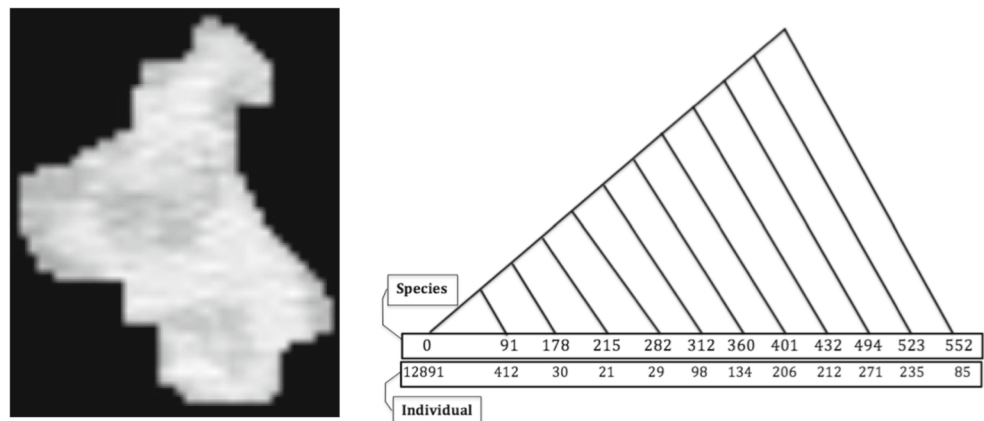 Species
0 91 178 215 282 312 360 401 432 494 523 552
12891 412 30 21 29 98 134 206 212 271 235 85
Individual